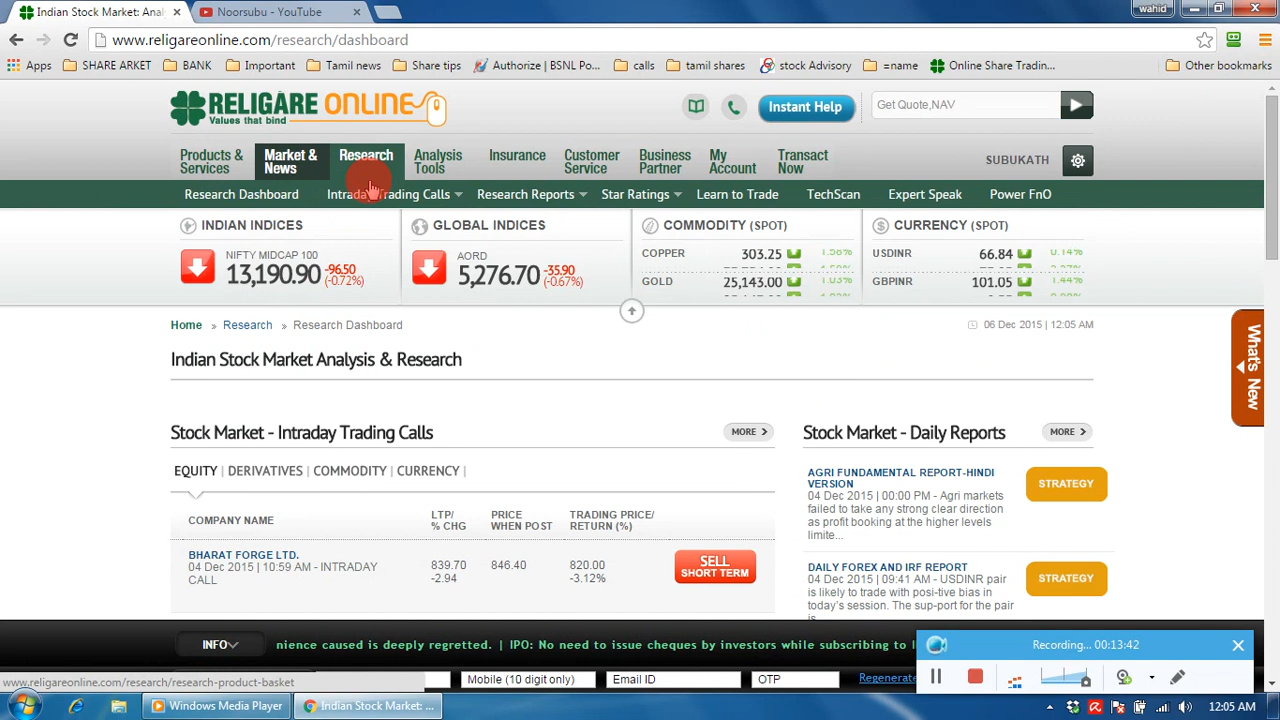 Indian Stock Market: Anal
Noorsubu - YouTube
wahid
www.religareonline.com/research/dashboard
Apps
SHARE ARKET
BANK
Important
Tamil news
Share tips
Authorize | BSNL Po...
calls
tamil shares
stock Advisory
=name
Online Share Tradin...
Other bookmarks
RELIGARE ONLINE
Values that bind
Instant Help
Get Quote,NAV
Products & Services
Market & News
Research
Analysis Tools
Insurance
Customer Service
Business Partner
My Account
Transact Now
SUBUKATH
Research Dashboard
Intraday Trading Calls
Research Reports
Star Ratings
Learn to Trade
TechScan
Expert Speak
Power FnO
INDIAN INDICES
NIFTY MIDCAP 100
13,190.90 -96.50 (-0.72%)
GLOBAL INDICES
AORD
5,276.70 -35.90 (-0.67%)
COMMODITY (SPOT)
COPPER 303.25 1.58%
GOLD 25,143.00 1.03%
CURRENCY (SPOT)
USDINR 66.84 0.14%
GBPINR 101.05 1.44%
Home » Research » Research Dashboard
06 Dec 2015 | 12:05 AM
What's New
Indian Stock Market Analysis & Research
Stock Market - Intraday Trading Calls
MORE
EQUITY | DERIVATIVES | COMMODITY | CURRENCY |
COMPANY NAME
LTP/ % CHG
PRICE WHEN POST
TRADING PRICE/ RETURN (%)
BHARAT FORGE LTD.
04 Dec 2015 | 10:59 AM - INTRADAY
CALL
839.70
-2.94
846.40
820.00
-3.12%
SELL
SHORT TERM
Stock Market - Daily Reports
MORE
AGRI FUNDAMENTAL REPORT-HINDI
VERSION
04 Dec 2015 | 00:00 PM - Agri markets
failed to take any strong clear direction
as profit booking at the higher levels
limite...
STRATEGY
DAILY FOREX AND IRF REPORT
04 Dec 2015 | 09:41 AM - USDINR pair
is likely to trade with posi-tive bias in
today's session. The sup-port for the pair
is
STRATEGY
INFO
nience caused is deeply regretted. | IPO: No need to issue cheques by investors while subscribing to I
Recording... 00:13:42
www.religareonline.com/research/research-product-basket
Mobile (10 digit only)
Email ID
OTP
Regenerate
Windows Media Player
Indian Stock Market: ...
12:05 AM